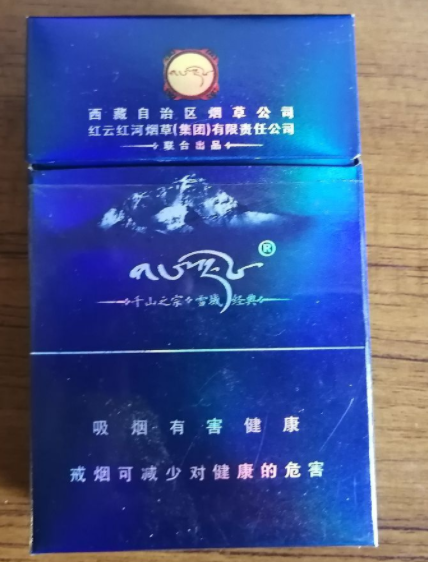 西藏自治区烟草公司
红云红河烟草(集团)有限责任公司
联合出品
®
千山之宗 雪域 经典
吸烟有害健康
戒烟可减少对健康的危害